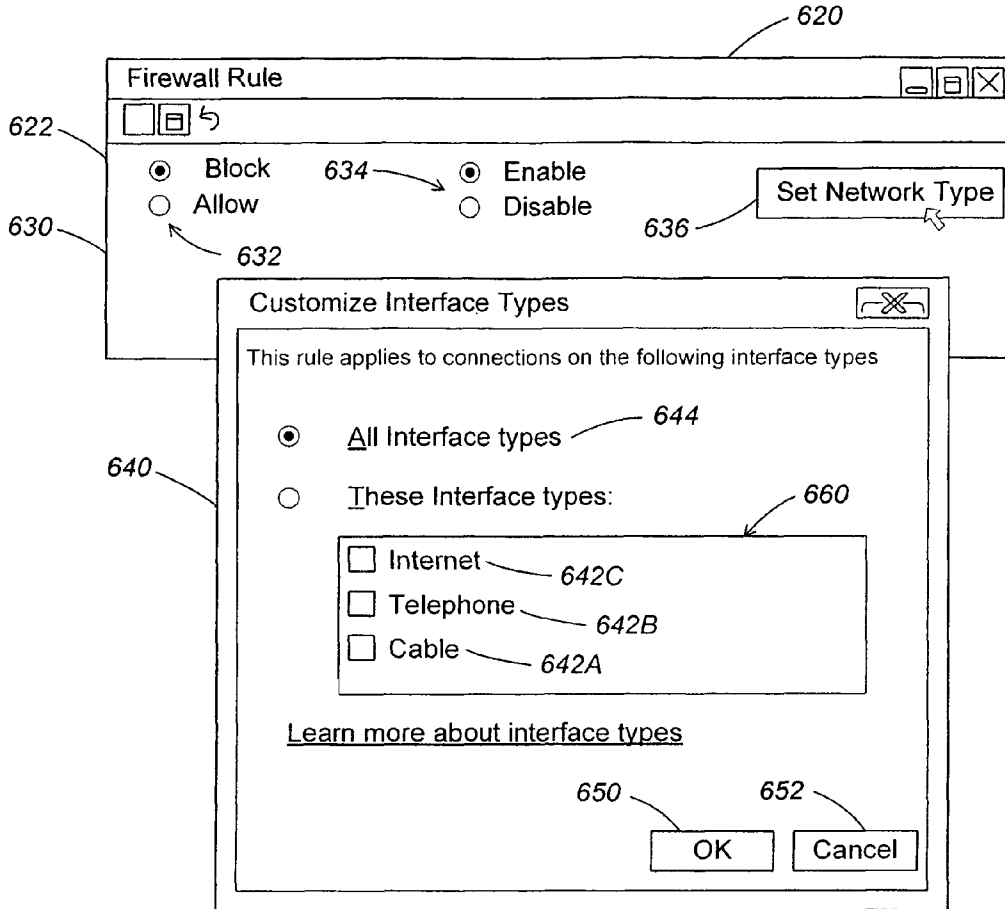 620
Firewall Rule
622
Block
634
Enable
Set Network Type
Allow
Disable
630
632
636
Customize Interface Types
This rule applies to connections on the following interface types
644
All Interface types
640
These Interface types:
660
Internet
642C
Telephone
642B
Cable
642A
Learn more about interface types
650
652
OK
Cancel